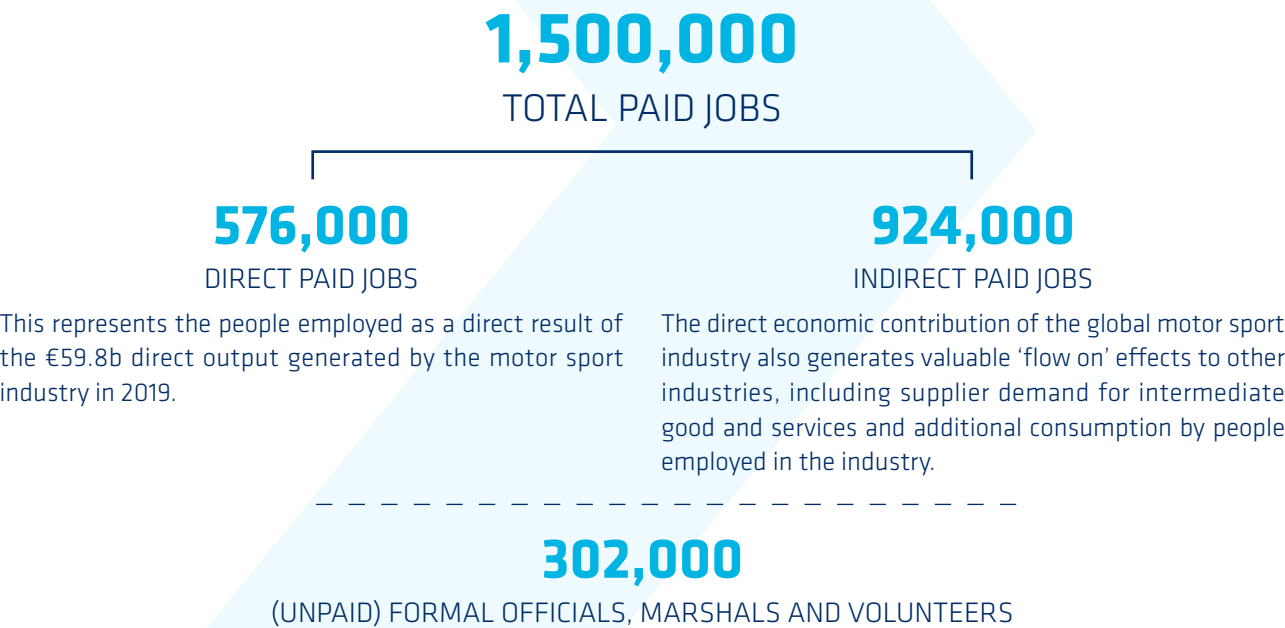 1,500,000
TOTAL PAID JOBS
576,000
DIRECT PAID JOBS
This represents the people employed as a direct result of
the €59.8b direct output generated by the motor sport
industry in 2019.
924,000
INDIRECT PAID JOBS
The direct economic contribution of the global motor sport
industry also generates valuable ‘flow on’ effects to other
industries, including supplier demand for intermediate
good and services and additional consumption by people
employed in the industry.
302,000
(UNPAID) FORMAL OFFICIALS, MARSHALS AND VOLUNTEERS